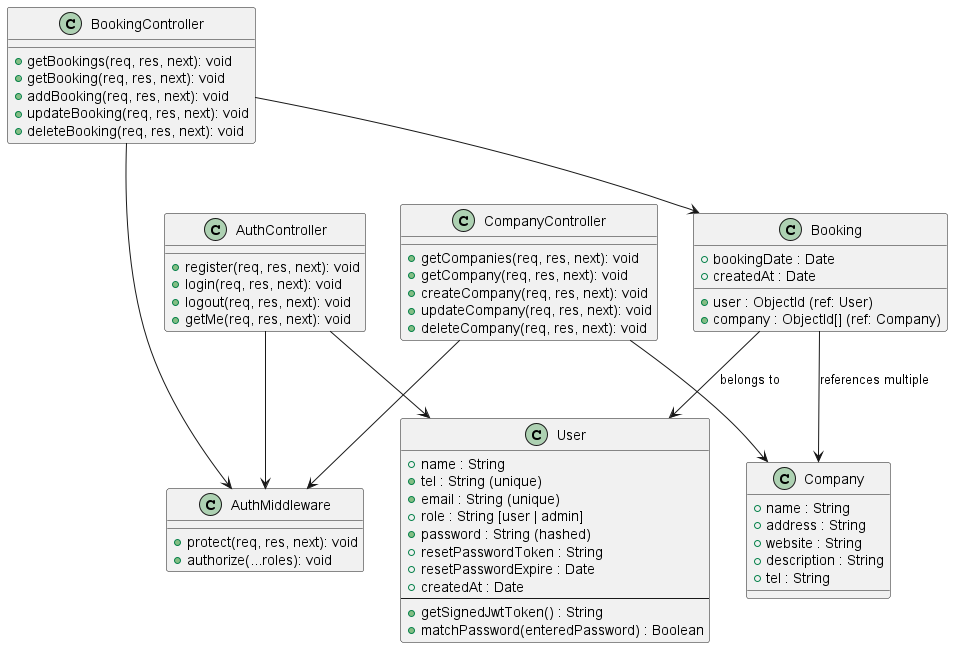 BookingController
getBookings(req, res, next): void
getBooking(req, res, next): void
addBooking(req, res, next): void
updateBooking(req, res, next): void
deleteBooking(req, res, next): void
AuthController
register(req, res, next): void
login(req, res, next): void
logout(req, res, next): void
getMe(req, res, next): void
CompanyController
getCompanies(req, res, next): void
getCompany(req, res, next): void
createCompany(req, res, next): void
updateCompany(req, res, next): void
deleteCompany(req, res, next): void
Booking
bookingDate : Date
createdAt : Date
user : ObjectId (ref: User)
company : ObjectId[] (ref: Company)
belongs to
references multiple
AuthMiddleware
protect(req, res, next): void
authorize(...roles): void
User
name : String
tel : String (unique)
email : String (unique)
role : String [user | admin]
password : String (hashed)
resetPasswordToken : String
resetPasswordExpire : Date
createdAt : Date
getSignedJwtToken() : String
matchPassword(enteredPassword) : Boolean
Company
name : String
address : String
website : String
description : String
tel : String